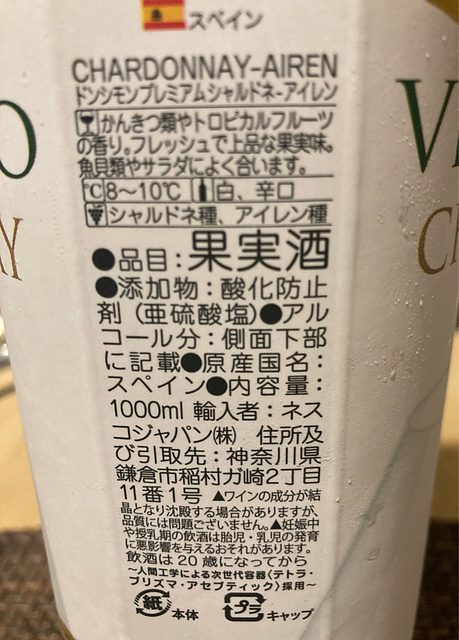 スペイン
CHARDONNAY-AIREN
ドンシモンプレミアムシャルドネ-アイレン
かんきつ類やトロピカルフルーツ
の香り。フレッシュで上品な果実味。
魚貝類やサラダによく合います。
℃8～10℃ 白、辛口
シャルドネ種、アイレン種
●品目：果実酒
●添加物：酸化防止
剤（亜硫酸塩）●アル
コール分：側面下部
に記載●原産国名：
スペイン●内容量：
1000ml 輸入者：ネス
コジャパン㈱ 住所及
び引取先：神奈川県
鎌倉市稲村ガ崎2丁目
11番1号 ▲ワインの成分が結
晶となり沈殿する場合がありますが、
品質には問題ございません。▲妊娠中
や授乳期の飲酒は胎児・乳児の発育
に悪影響を与えるおそれがあります。
飲酒は20歳になってから
～人間工学による次世代容器〈テトラ・
プリズマ・アセプティック〉採用～
紙 本体 プラ キャップ
O
AY
VI
CH